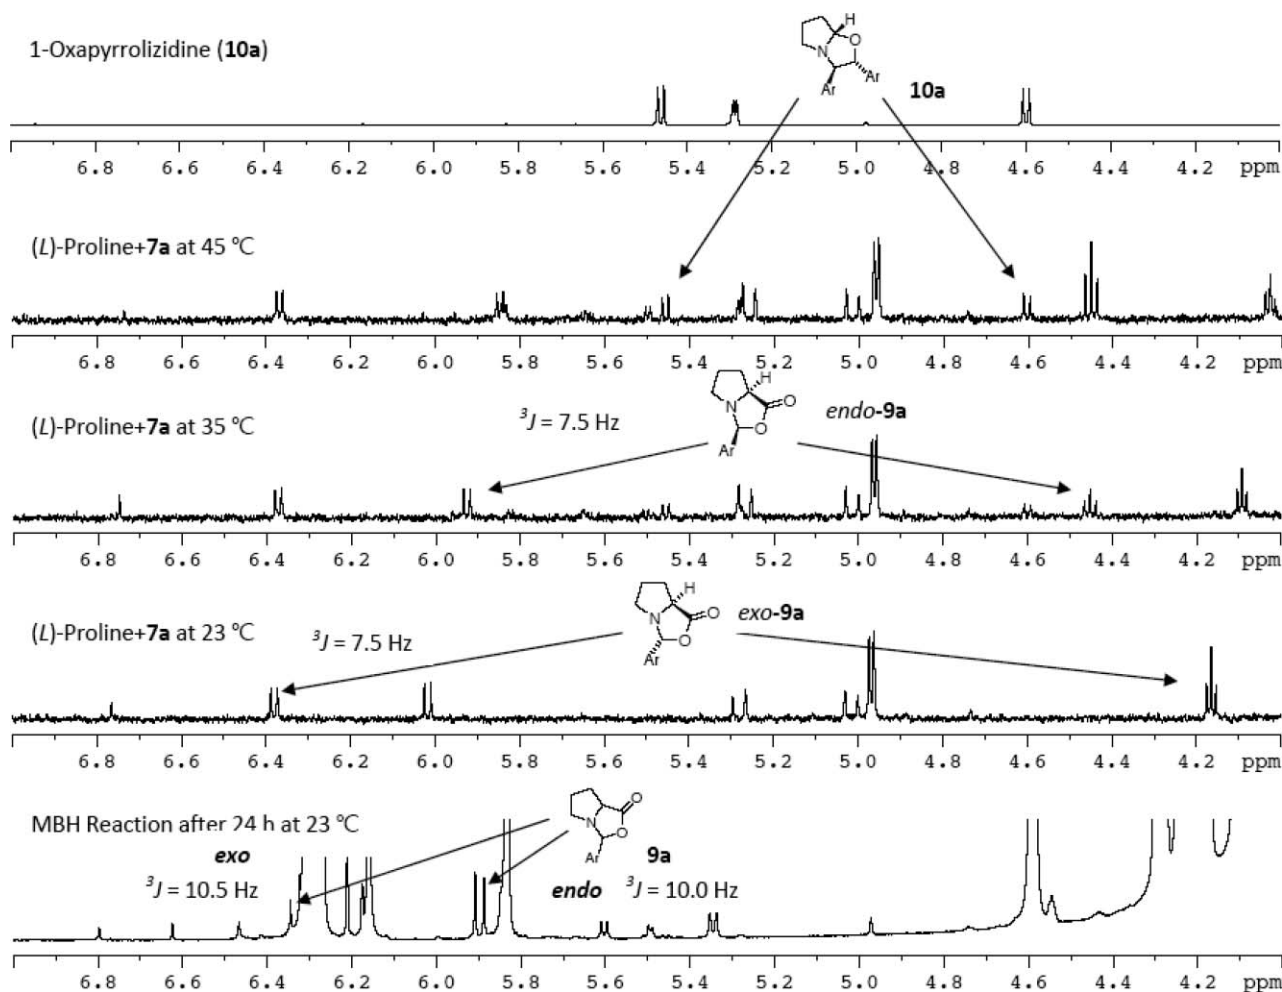 1-Oxapyrrolizidine (10a)
H
N
O
Ar
Ar
10a
6.8 6.6 6.4 6.2 6.0 5.8 5.6 5.4 5.2 5.0 4.8 4.6 4.4 4.2 ppm
(L)-Proline+7a at 45 °C
6.8 6.6 6.4 6.2 6.0 5.8 5.6 5.4 5.2 5.0 4.8 4.6 4.4 4.2 ppm
(L)-Proline+7a at 35 °C
³J = 7.5 Hz
H
N
O
O
Ar
endo-9a
6.8 6.6 6.4 6.2 6.0 5.8 5.6 5.4 5.2 5.0 4.8 4.6 4.4 4.2 ppm
(L)-Proline+7a at 23 °C
³J = 7.5 Hz
H
N
O
O
Ar
exo-9a
6.8 6.6 6.4 6.2 6.0 5.8 5.6 5.4 5.2 5.0 4.8 4.6 4.4 4.2 ppm
MBH Reaction after 24 h at 23 °C
exo
³J = 10.5 Hz
N
O
O
Ar
9a
endo ³J = 10.0 Hz
6.8 6.6 6.4 6.2 6.0 5.8 5.6 5.4 5.2 5.0 4.8 4.6 4.4 4.2 ppm